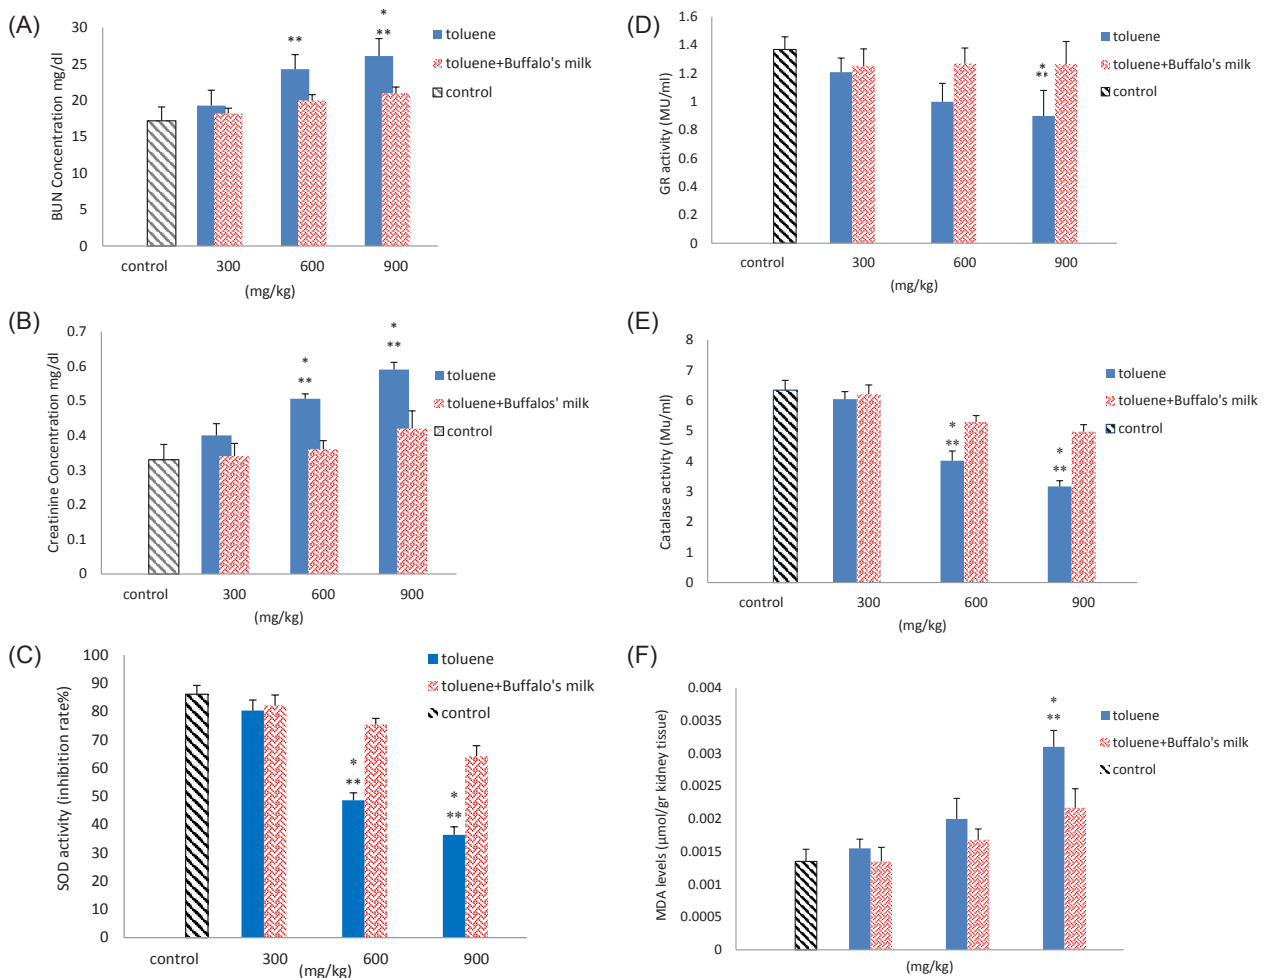 (A)
BUN Concentration mg/dl
30
25
20
15
10
5
0
**
*
**
toluene
toluene+Buffalo's milk
control
control
300
600
900
(mg/kg)
(B)
Creatinine Concentration mg/dl
0.7
0.6
0.5
0.4
0.3
0.2
0.1
0
*
**
*
**
toluene
toluene+Buffalos' milk
control
control
300
600
900
(mg/kg)
(C)
SOD activity (inhibition rate%)
100
90
80
70
60
50
40
30
20
10
0
*
**
*
**
toluene
toluene+Buffalo's milk
control
control
300
600
900
(mg/kg)
(D)
GR activity (MU/ml)
1.6
1.4
1.2
1
0.8
0.6
0.4
0.2
0
*
**
toluene
toluene+Buffalo's milk
control
control
300
600
900
(mg/kg)
(E)
Catalase activity (Mu/ml)
8
7
6
5
4
3
2
1
0
*
**
*
**
toluene
toluene+Buffalo's milk
control
control
300
600
900
(mg/kg)
(F)
MDA levels (µmol/gr kidney tissue)
0.004
0.0035
0.003
0.0025
0.002
0.0015
0.001
0.0005
0
*
**
toluene
toluene+Buffalo's milk
control
(mg/kg)